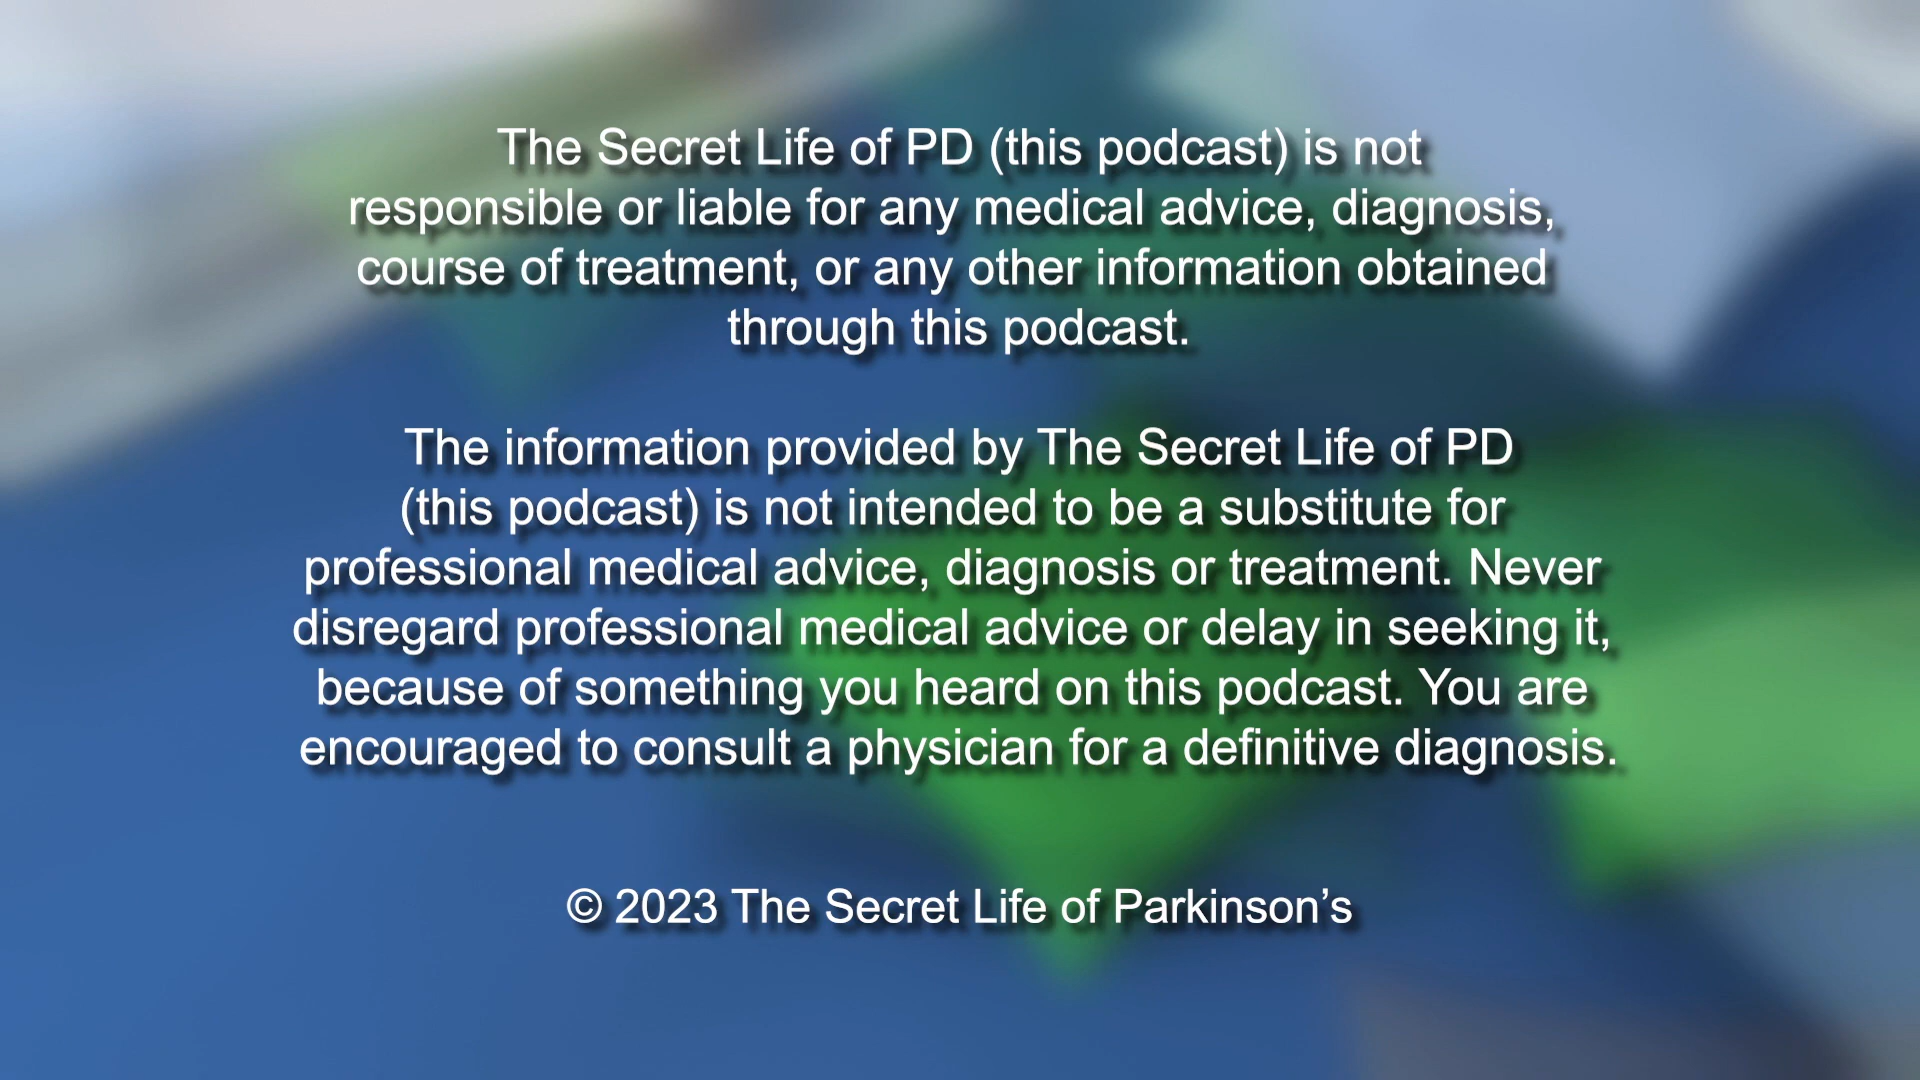 The Secret Life of PD (this podcast) is not
responsible or liable for any medical advice, diagnosis,
course of treatment, or any other information obtained
through this podcast.
The information provided by The Secret Life of PD
(this podcast) is not intended to be a substitute for
professional medical advice, diagnosis or treatment. Never
disregard professional medical advice or delay in seeking it,
because of something you heard on this podcast. You are
encouraged to consult a physician for a definitive diagnosis.
© 2023 The Secret Life of Parkinson’s